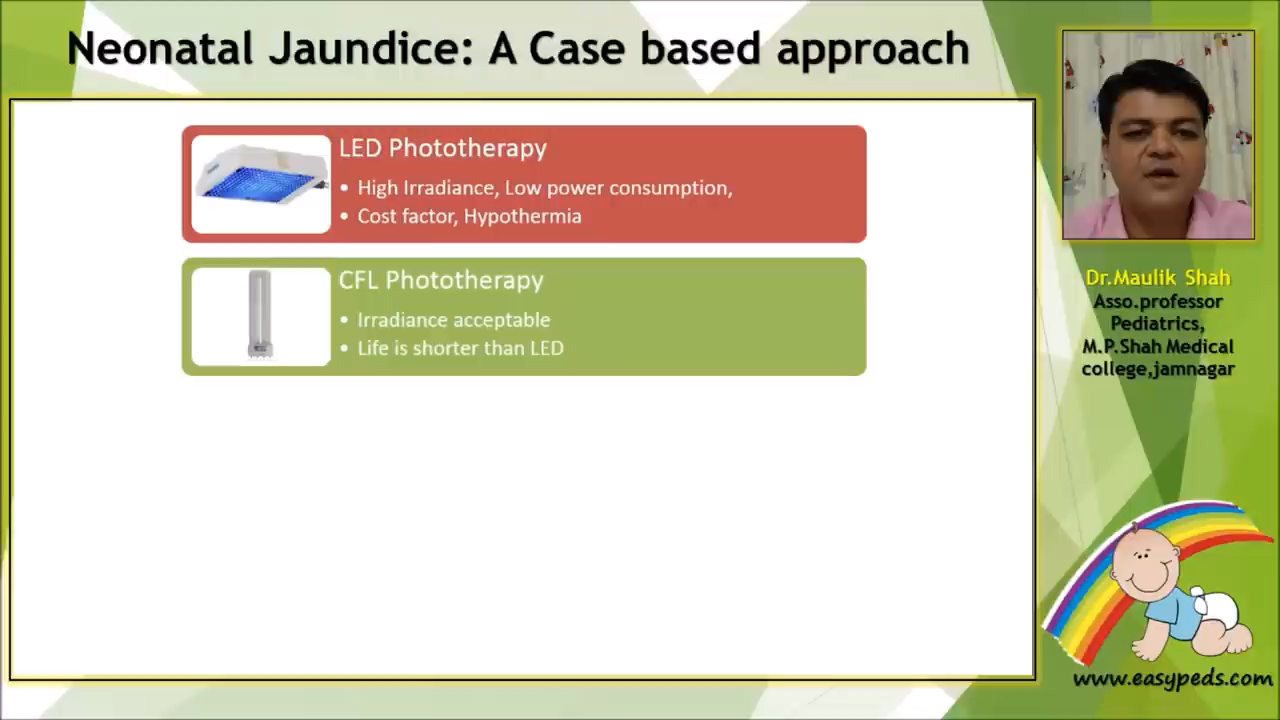 Neonatal Jaundice: A Case based approach
LED Phototherapy
• High Irradiance, Low power consumption,
• Cost factor, Hypothermia
CFL Phototherapy
• Irradiance acceptable
• Life is shorter than LED
Dr.Maulik Shah
Asso.professor
Pediatrics,
M.P.Shah Medical
college,jamnagar
www.easypeds.com